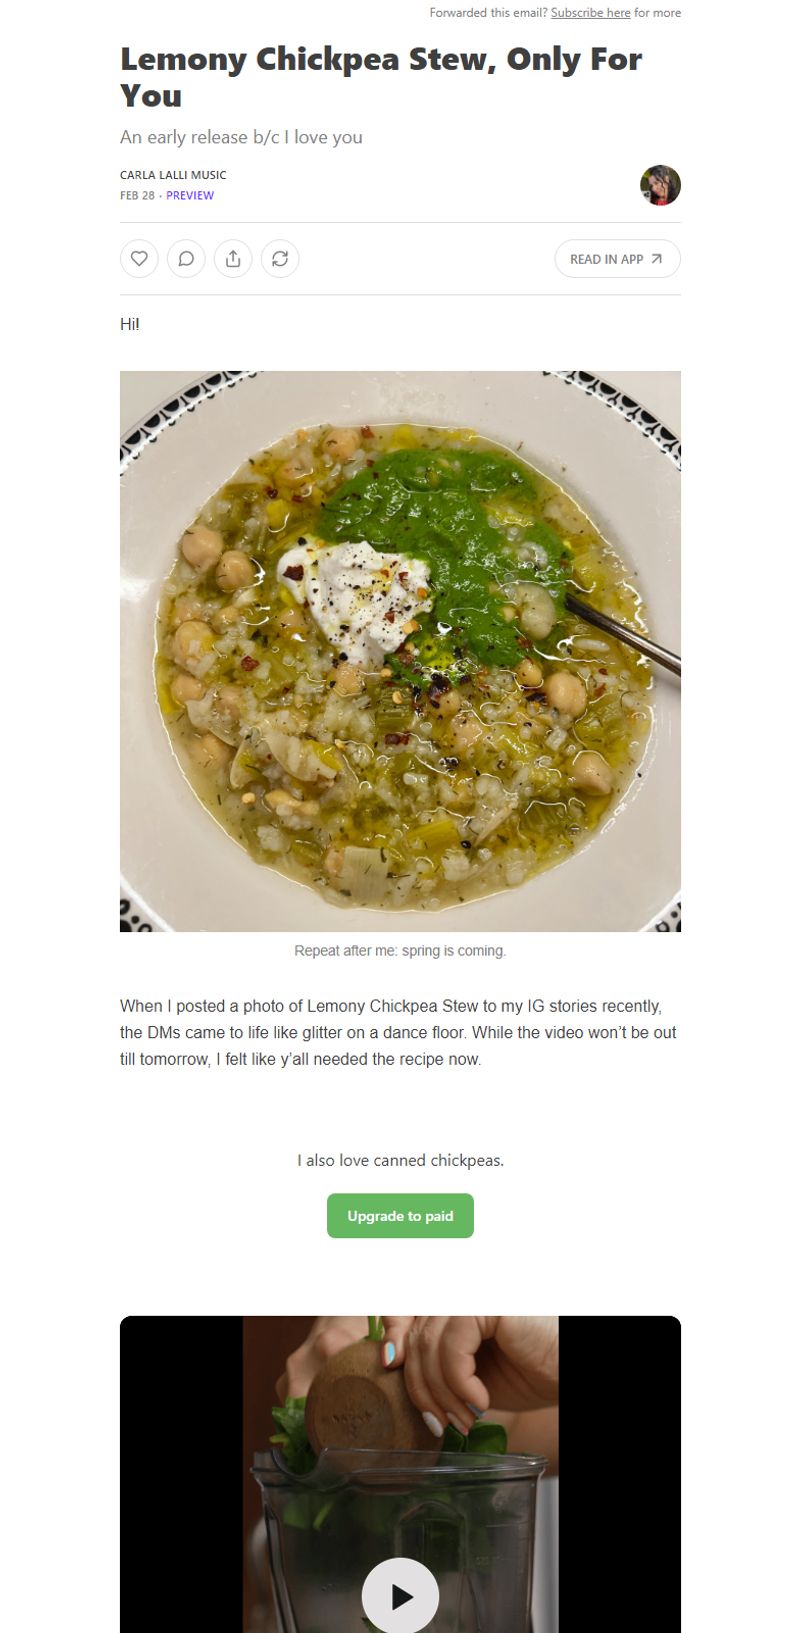 Forwarded this email? Subscribe here for more
Lemony Chickpea Stew, Only For
You
An early release b/c I love you
CARLA LALLI MUSIC
FEB 28 · PREVIEW
READ IN APP
Hi!
Repeat after me: spring is coming.
When I posted a photo of Lemony Chickpea Stew to my IG stories recently,
the DMs came to life like glitter on a dance floor. While the video won’t be out
till tomorrow, I felt like y’all needed the recipe now.
I also love canned chickpeas.
Upgrade to paid